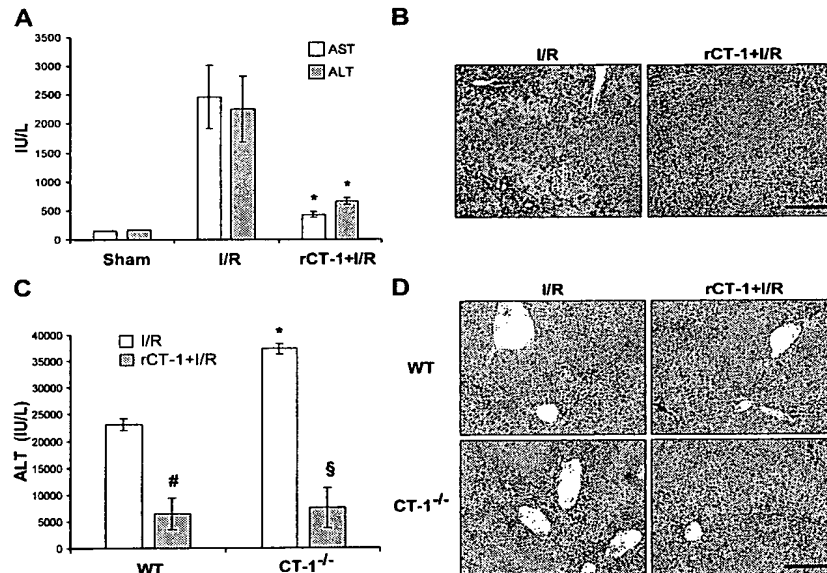 A
3500
3000
2500
2000
1500
1000
500
0
IU/L
AST
ALT
*
*
Sham
I/R
rCT-1+I/R
B
I/R
rCT-1+I/R
C
40000
35000
30000
25000
20000
15000
10000
5000
0
ALT (IU/L)
I/R
rCT-1+I/R
*
#
§
WT
CT-1-/-
D
I/R
rCT-1+I/R
WT
CT-1-/-